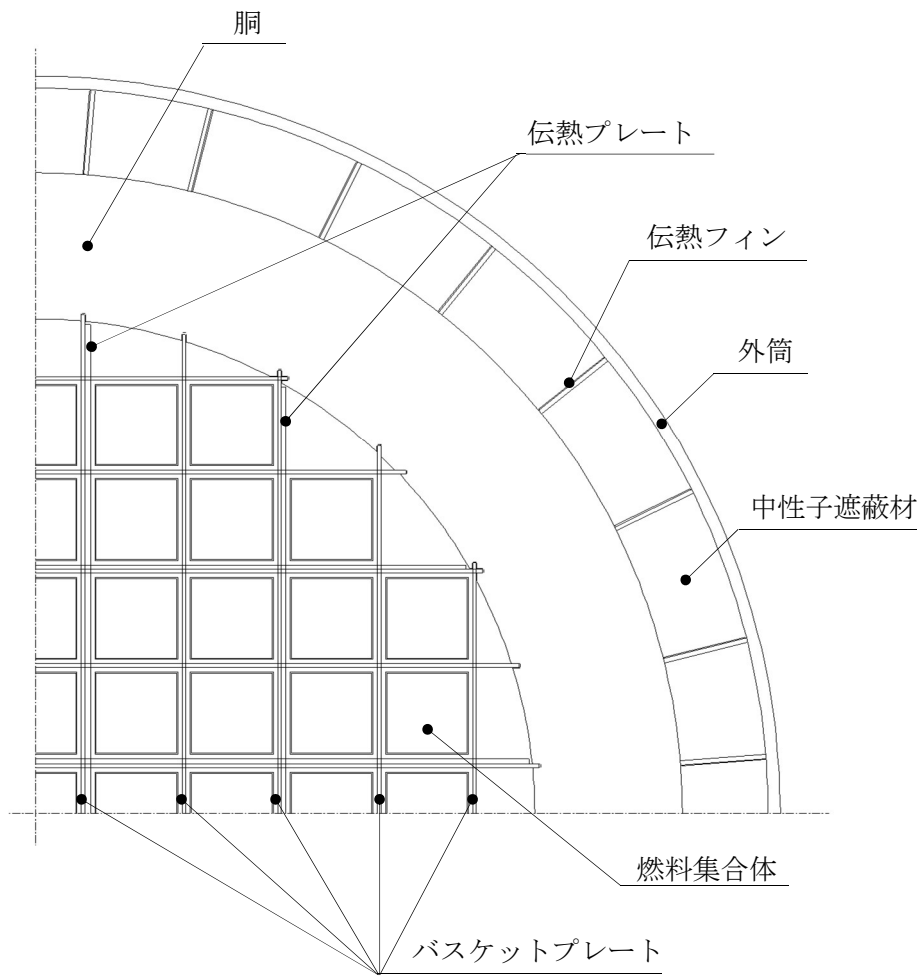 胴
伝熱プレート
伝熱フィン
外筒
中性子遮蔽材
燃料集合体
バスケットプレート